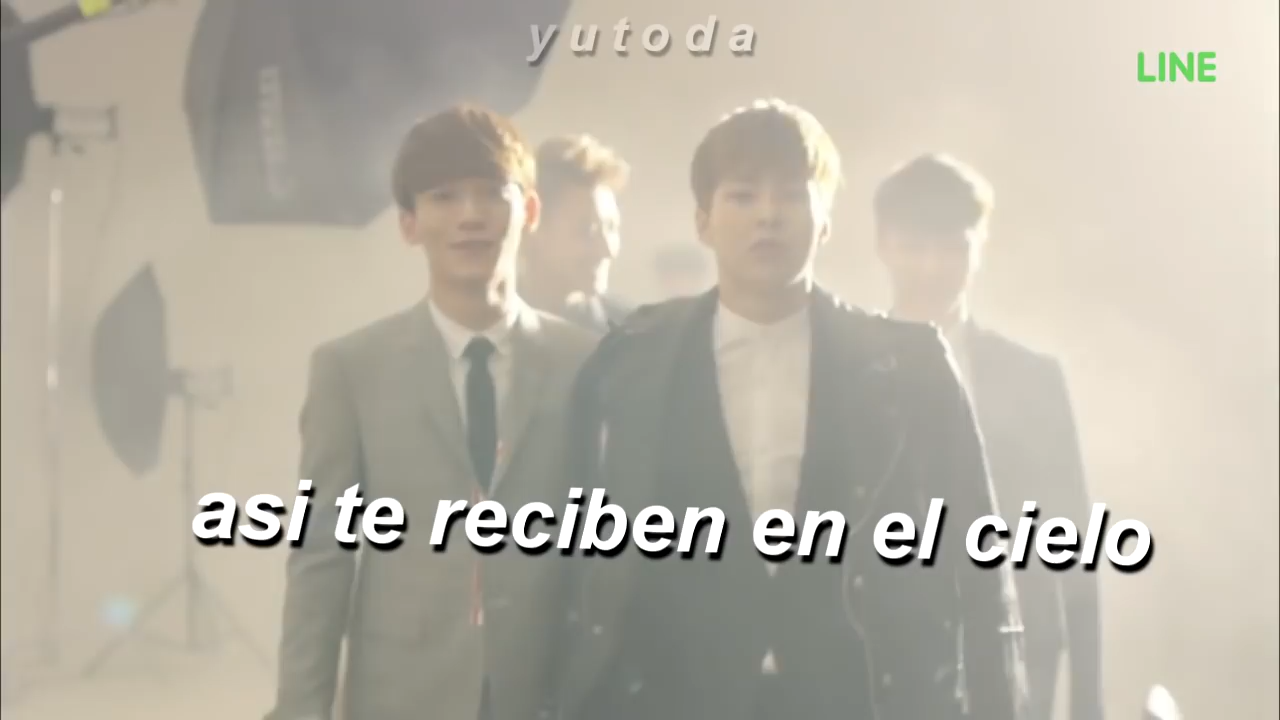 yutoda
LINE
asi te reciben en el cielo